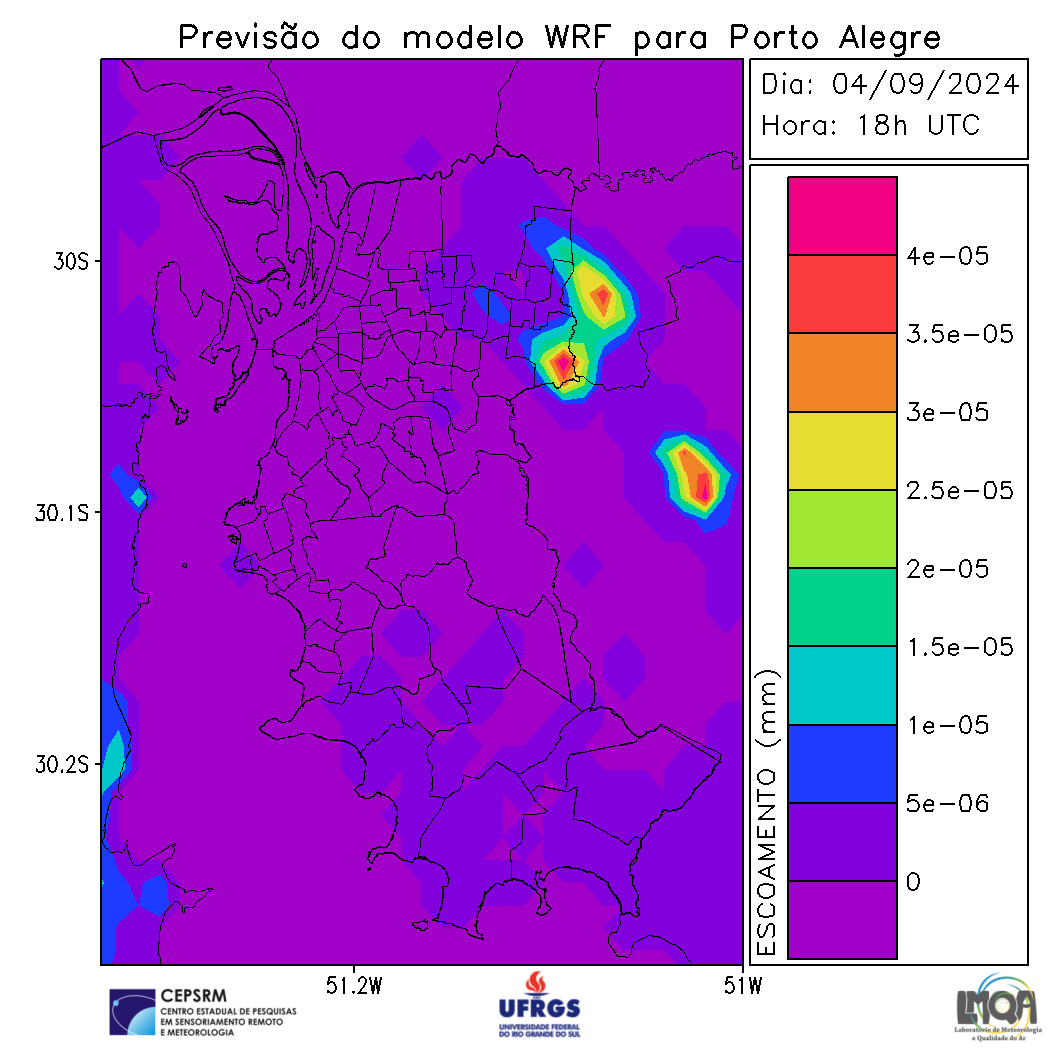 Previsão do modelo WRF para Porto Alegre
Dia: 04/09/2024
Hora: 18h UTC
30S
30.1S
30.2S
51.2W
51W
4e-05
3.5e-05
3e-05
2.5e-05
2e-05
1.5e-05
1e-05
5e-06
0
ESCOAMENTO (mm)
CEPSRM
CENTRO ESTADUAL DE PESQUISAS
EM SENSORIAMENTO REMOTO
E METEOROLOGIA
UFRGS
UNIVERSIDADE FEDERAL
DO RIO GRANDE DO SUL
LMQA
Laboratório de Meteorologia
e Qualidade do Ar